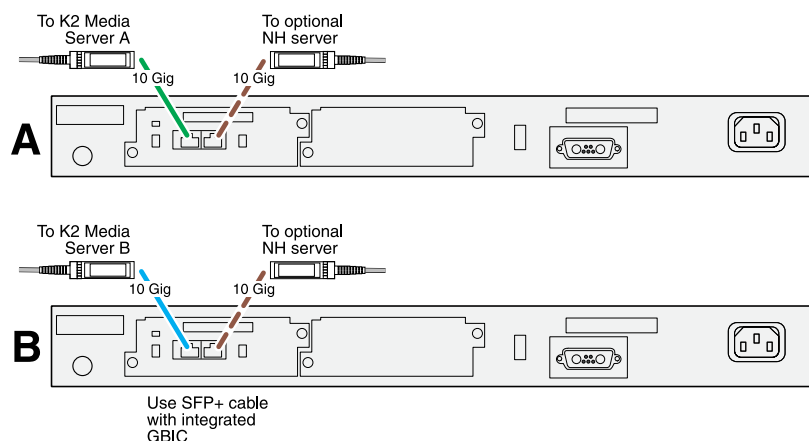 To K2 Media
Server A
To optional
NH server
10 Gig
10 Gig
A
To K2 Media
Server B
To optional
NH server
10 Gig
10 Gig
B
Use SFP+ cable
with integrated
GBIC